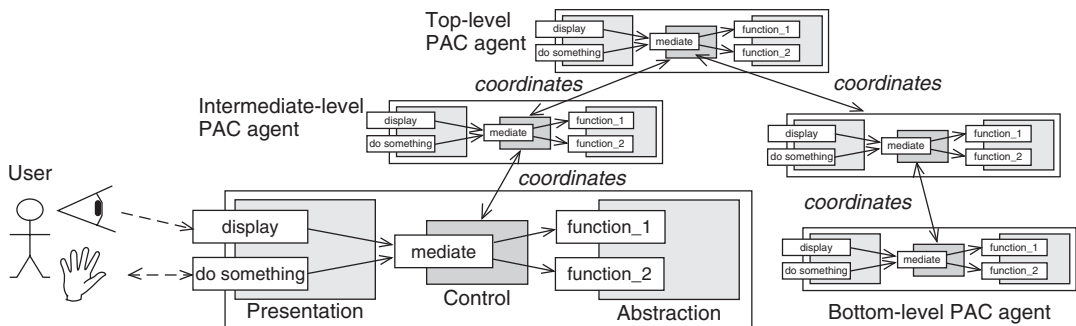 Top-level
PAC agent
display
do something
mediate
function_1
function_2
coordinates
coordinates
Intermediate-level
PAC agent
display
do something
mediate
function_1
function_2
display
do something
mediate
function_1
function_2
User
coordinates
coordinates
display
do something
mediate
function_1
function_2
Presentation
Control
Abstraction
display
do something
mediate
function_1
function_2
Bottom-level PAC agent